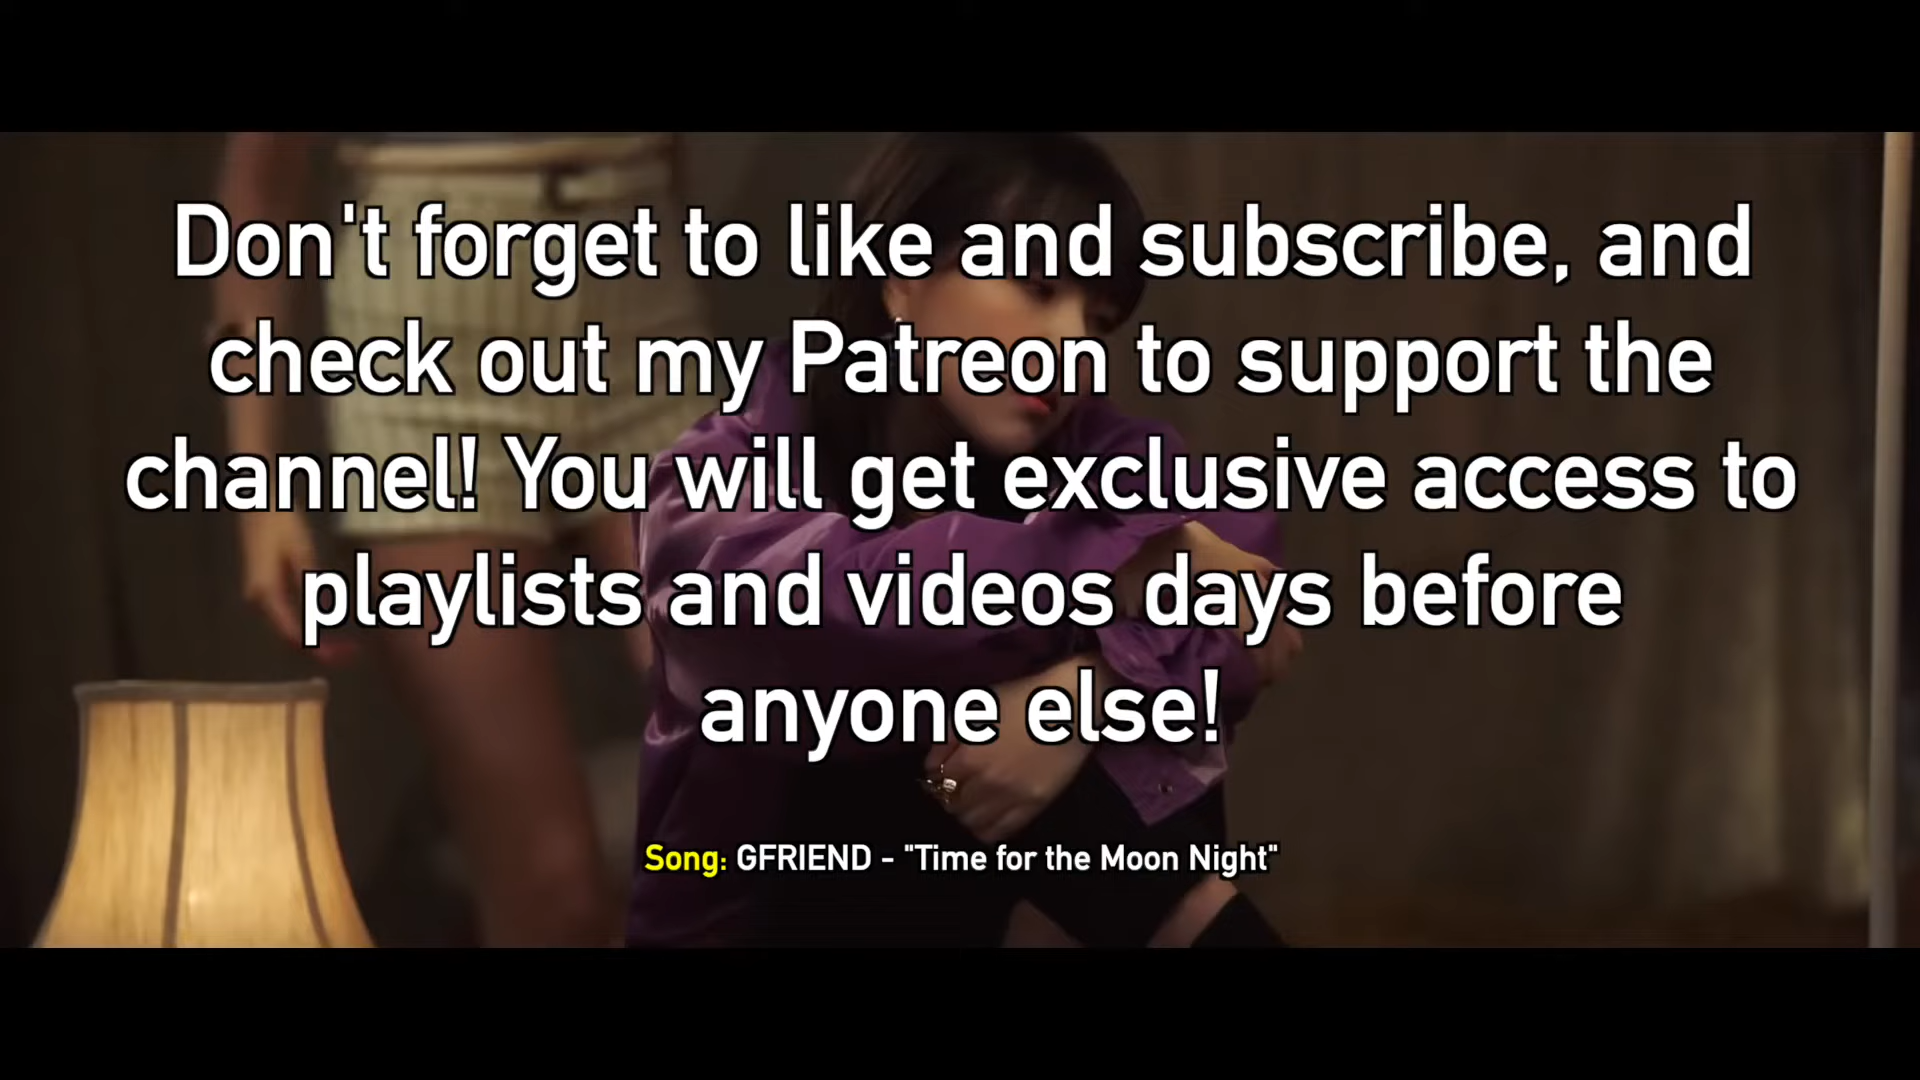 Don't forget to like and subscribe, and
check out my Patreon to support the
channel! You will get exclusive access to
playlists and videos days before
anyone else!
Song: GFRIEND - "Time for the Moon Night"